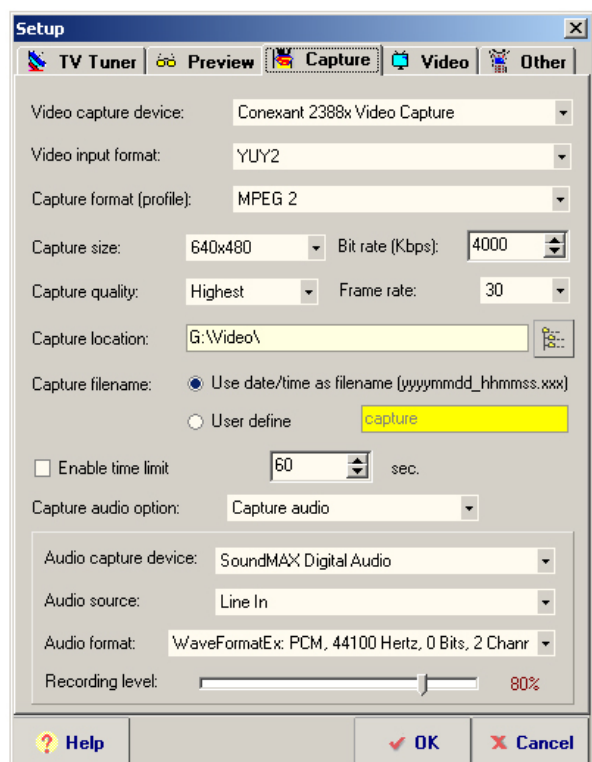 Setup
TV Tuner Preview Capture Video Other
Video capture device: Conexant 2388x Video Capture
Video input format: YUY2
Capture format (profile): MPEG 2
Capture size: 640x480 Bit rate (Kbps): 4000
Capture quality: Highest Frame rate: 30
Capture location: G:\Video\
Capture filename: Use date/time as filename (yyyymmdd_hhmmss.xxx)
User define capture
Enable time limit 60 sec.
Capture audio option: Capture audio
Audio capture device: SoundMAX Digital Audio
Audio source: Line In
Audio format: WaveFormatEx: PCM, 44100 Hertz, 0 Bits, 2 Chanr
Recording level: 80%
? Help OK Cancel